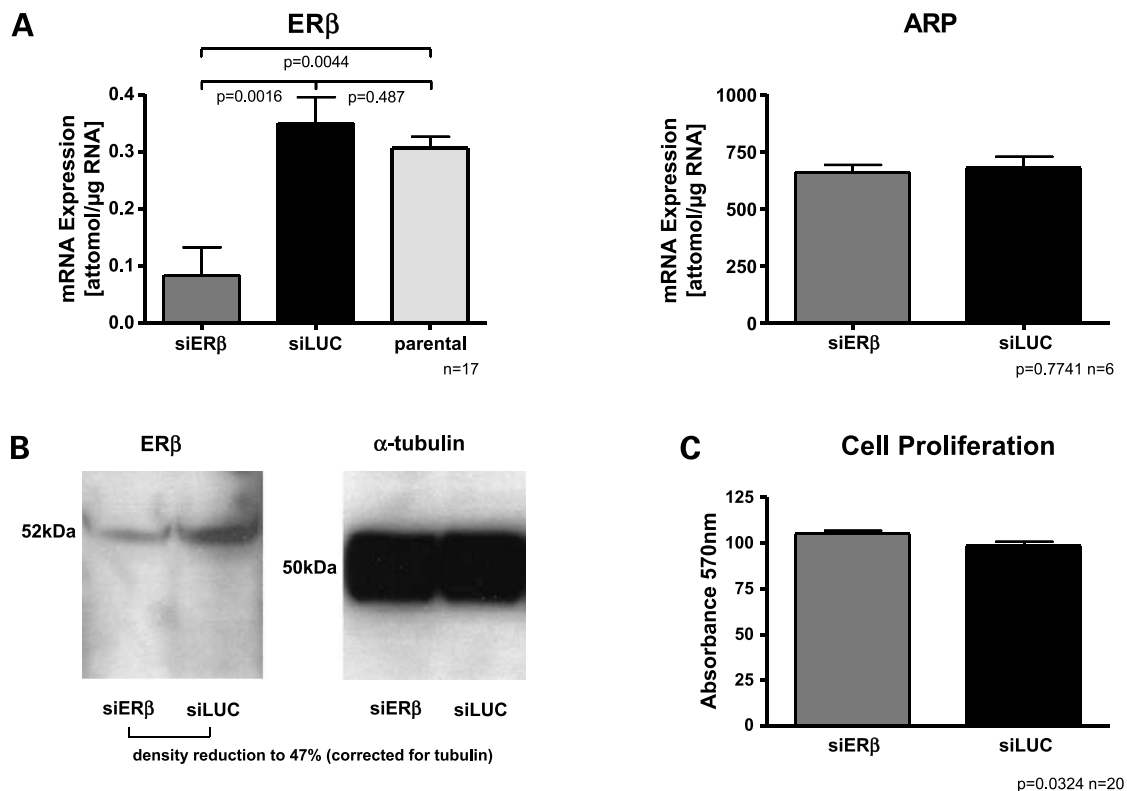 A
ERβ
p=0.0044
p=0.0016
p=0.487
mRNA Expression
[attomol/µg RNA]
0.4
0.3
0.2
0.1
0.0
siERβ
siLUC
parental
n=17
ARP
mRNA Expression
[attomol/µg RNA]
1000
750
500
250
0
siERβ
siLUC
p=0.7741 n=6
B
ERβ
α-tubulin
52kDa
50kDa
siERβ
siLUC
siERβ
siLUC
density reduction to 47% (corrected for tubulin)
C
Cell Proliferation
Absorbance 570nm
125
100
75
50
25
0
siERβ
siLUC
p=0.0324 n=20